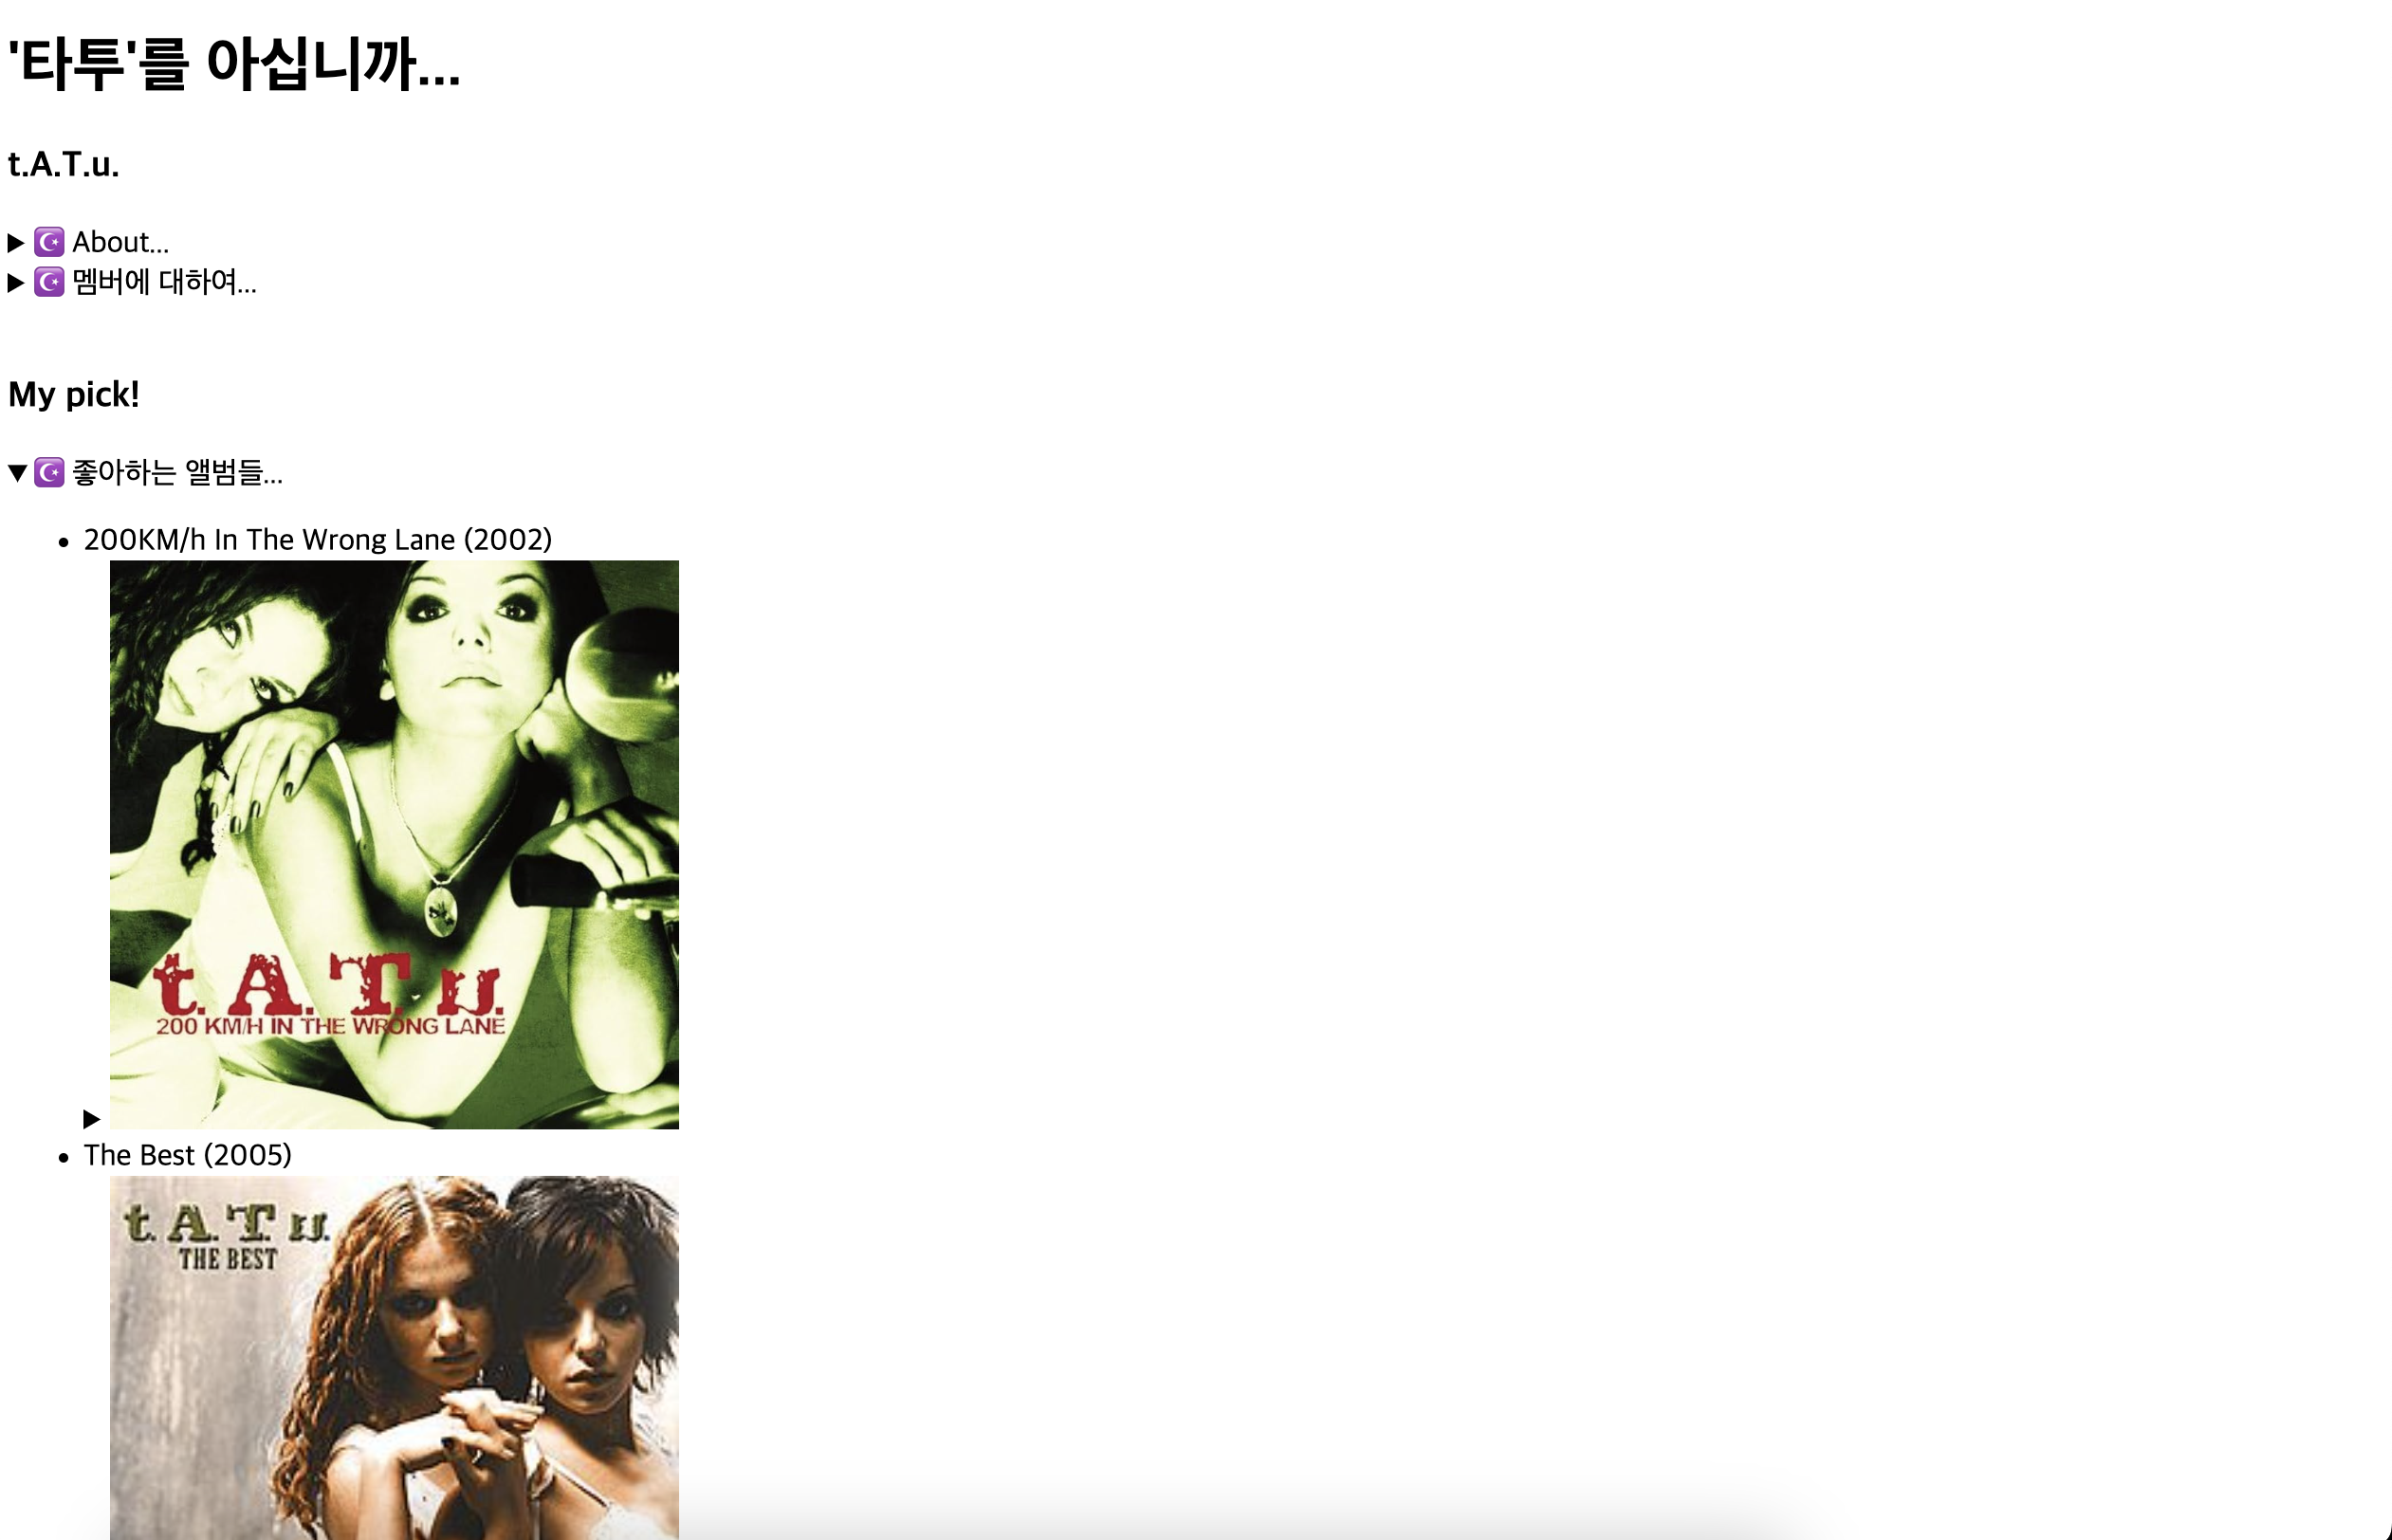 '타투'를 아십니까...
t.A.T.u.
▶ ☪️ About...
▶ ☪️ 멤버에 대하여...
My pick!
▼ ☪️ 좋아하는 앨범들...
• 200KM/h In The Wrong Lane (2002)
t.A.T.u.
200 KM/H IN THE WRONG LANE
▶
• The Best (2005)
t.A.T.u.
THE BEST